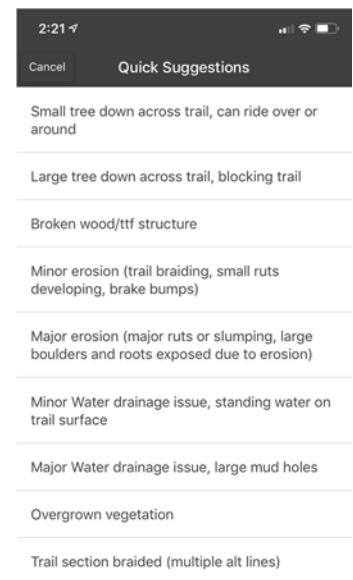 2:21
Cancel Quick Suggestions
Small tree down across trail, can ride over or
around
Large tree down across trail, blocking trail
Broken wood/ttf structure
Minor erosion (trail braiding, small ruts
developing, brake bumps)
Major erosion (major ruts or slumping, large
boulders and roots exposed due to erosion)
Minor Water drainage issue, standing water on
trail surface
Major Water drainage issue, large mud holes
Overgrown vegetation
Trail section braided (multiple alt lines)